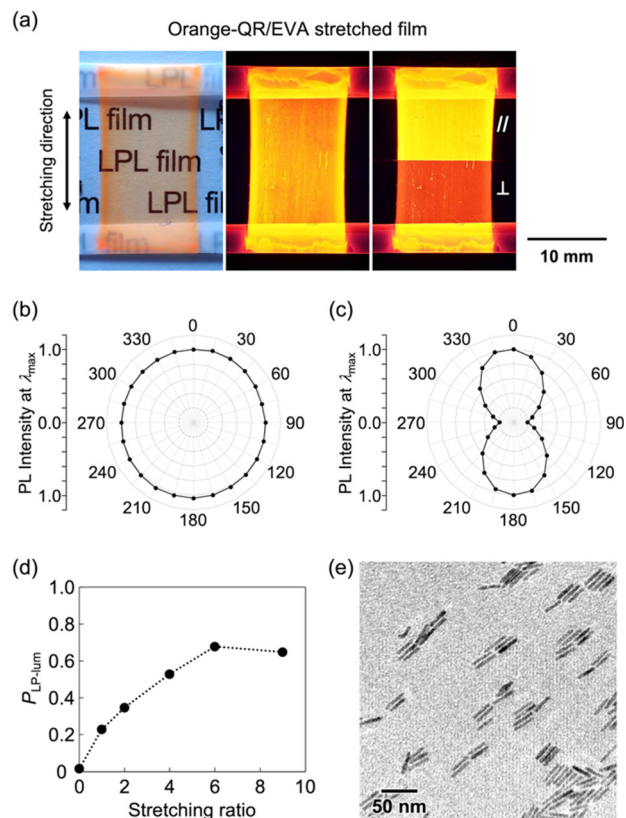 (a)
Orange-QR/EVA stretched film
Stretching direction
LPL
PL film
LP
LPL film
m
LPL fi
//
⊥
10 mm
(b)
330 0 30
300 60
270 90
240 120
210 180 150
PL Intensity at λmax
1.0
0.0
1.0
(c)
330 0 30
300 60
270 90
240 120
210 180 150
PL Intensity at λmax
1.0
0.0
1.0
(d)
PLP-lum
1.0
0.8
0.6
0.4
0.2
0
0 2 4 6 8 10
Stretching ratio
(e)
50 nm